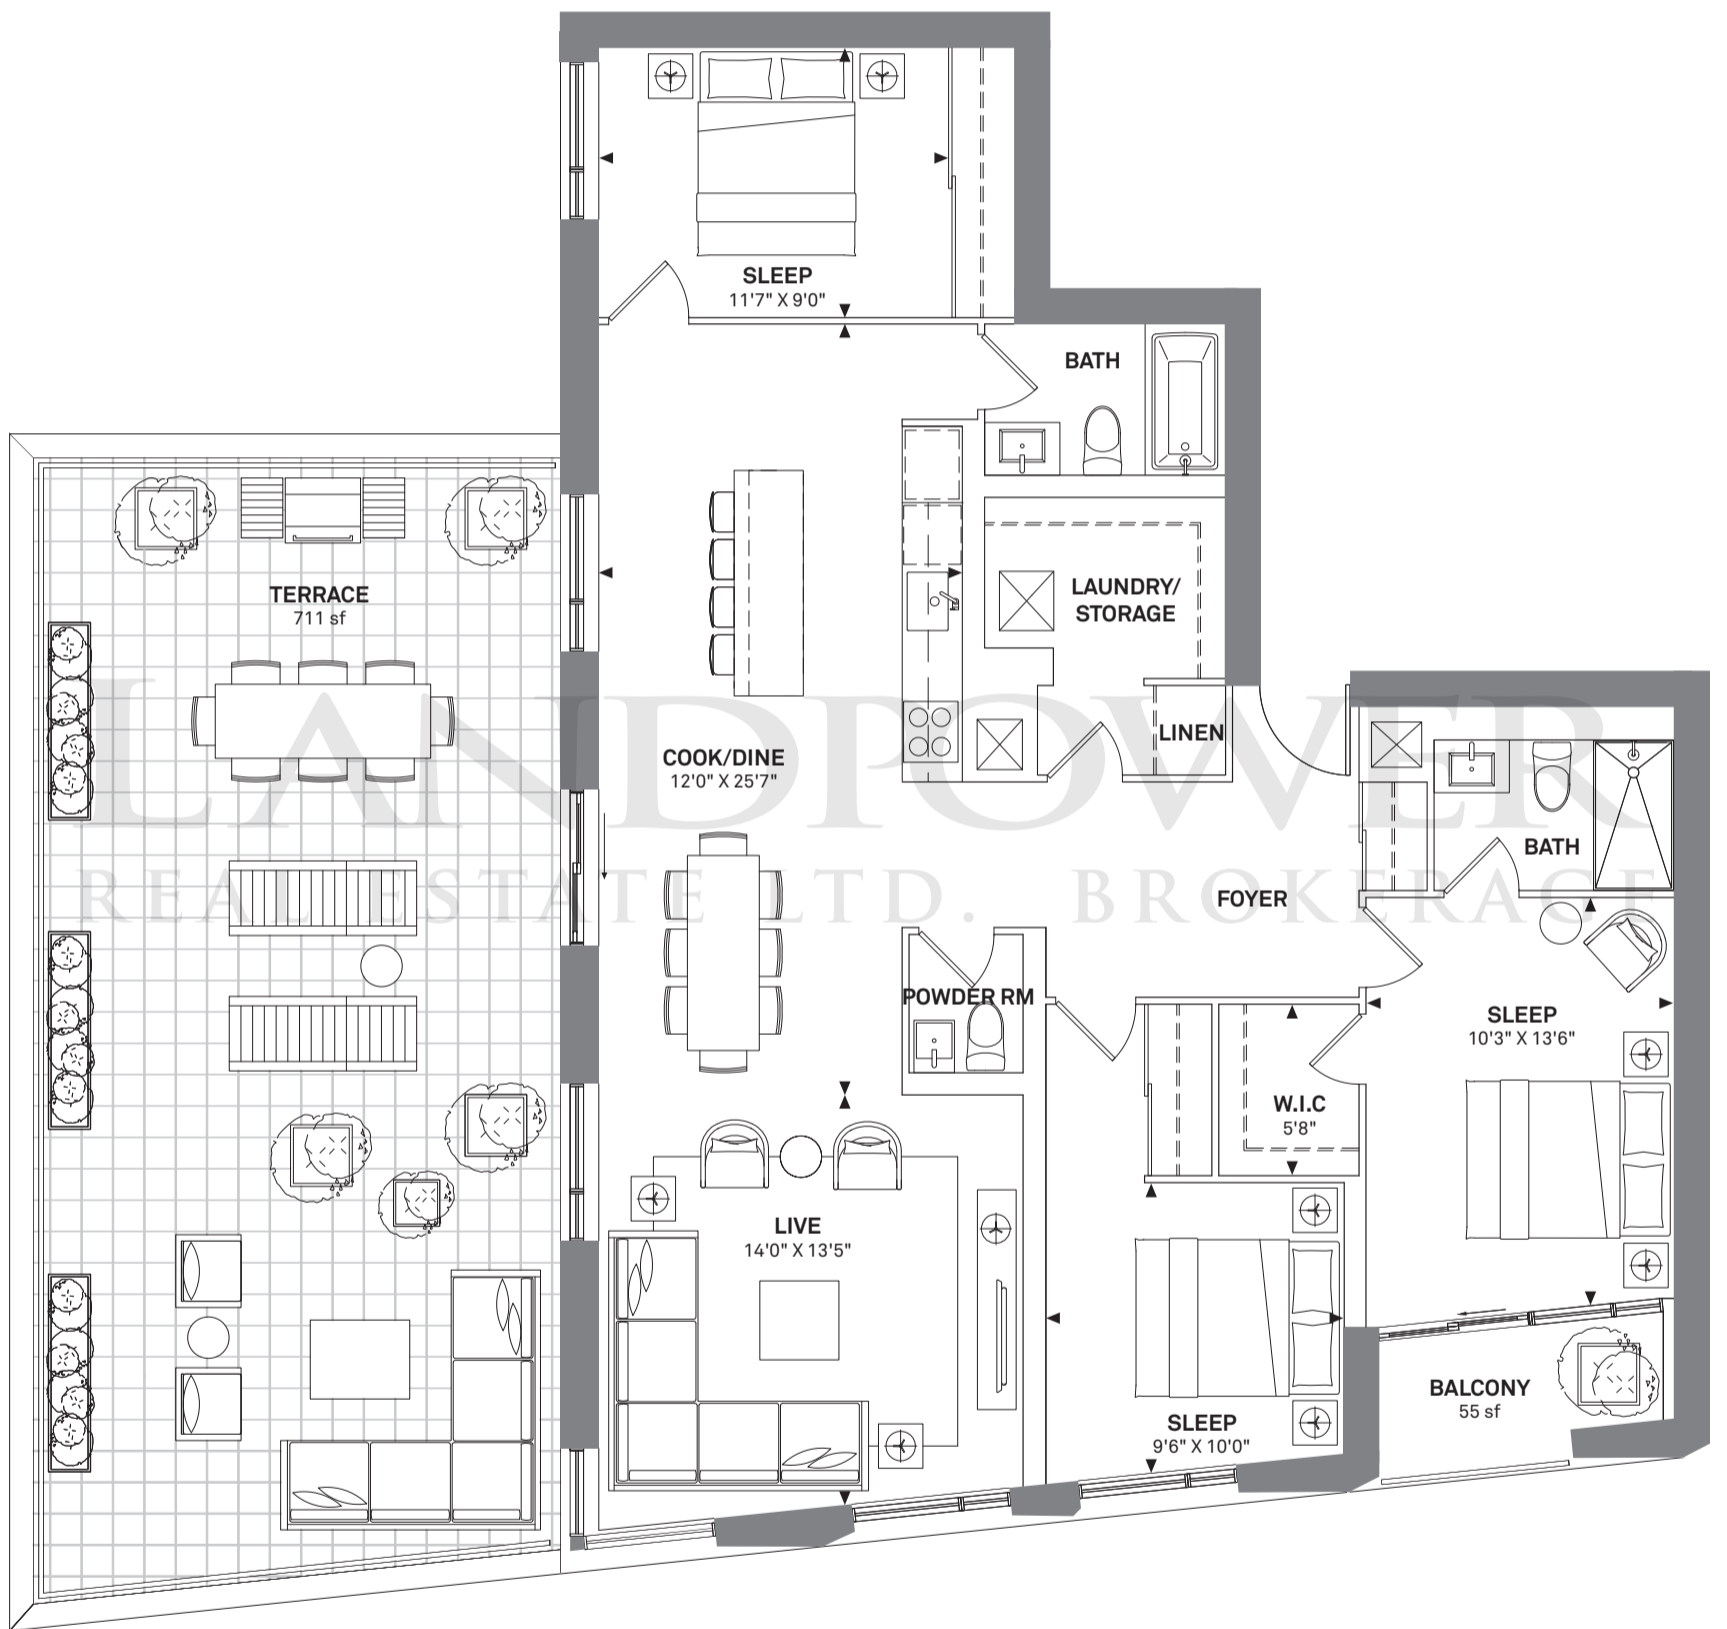 SLEEP
11'7" X 9'0"
BATH
TERRACE
711 sf
LAUNDRY/
STORAGE
LINEN
COOK/DINE
12'0" X 25'7"
BATH
LANDPOWER
REAL ESTATE LTD. BROKERAGE
FOYER
POWDER RM
SLEEP
10'3" X 13'6"
W.I.C
5'8"
LIVE
14'0" X 13'5"
BALCONY
55 sf
SLEEP
9'6" X 10'0"